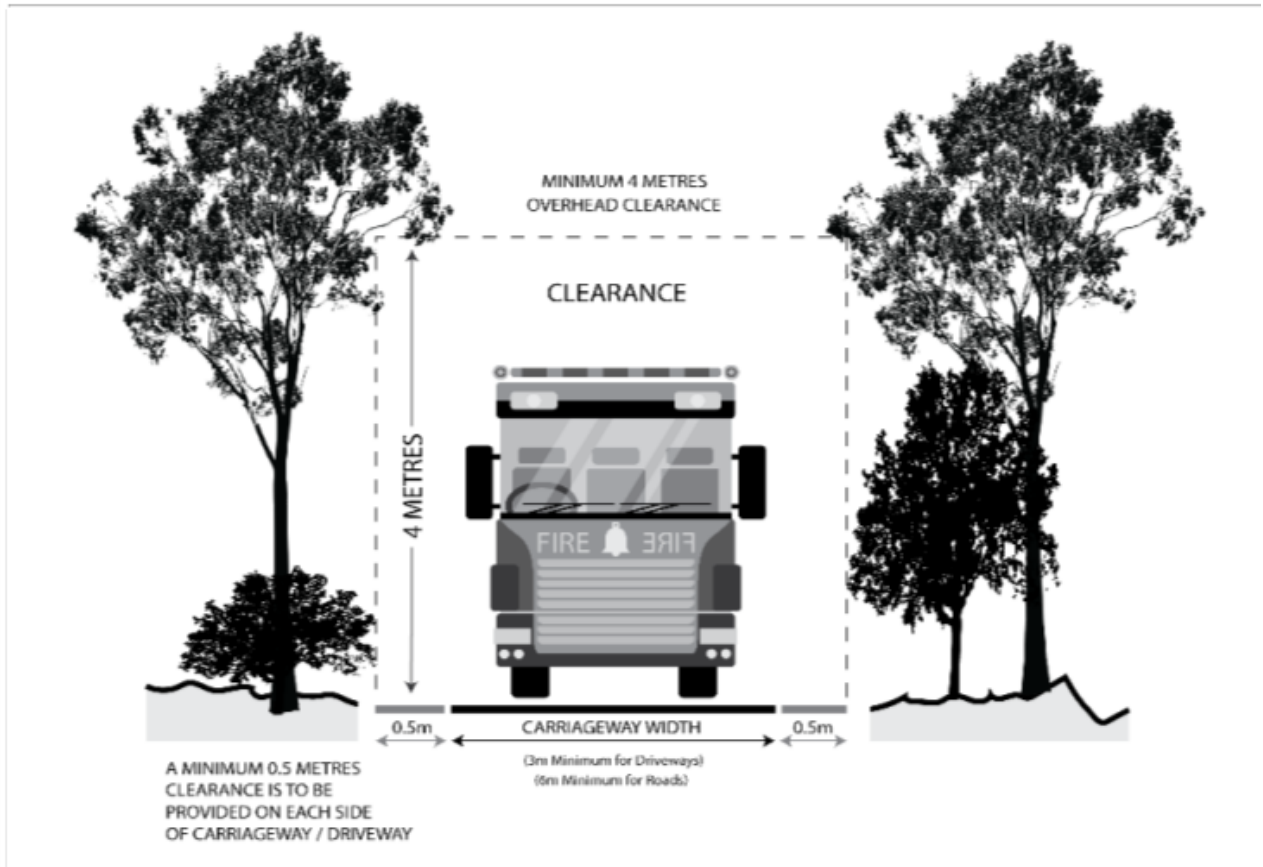 MINIMUM 4 METRES
OVERHEAD CLEARANCE
CLEARANCE
4 METRES
FIRE FIRE
0.5m
CARRIAGEWAY WIDTH
0.5m
(3m Minimum for Driveways)
(6m Minimum for Roads)
A MINIMUM 0.5 METRES
CLEARANCE IS TO BE
PROVIDED ON EACH SIDE
OF CARRIAGEWAY / DRIVEWAY